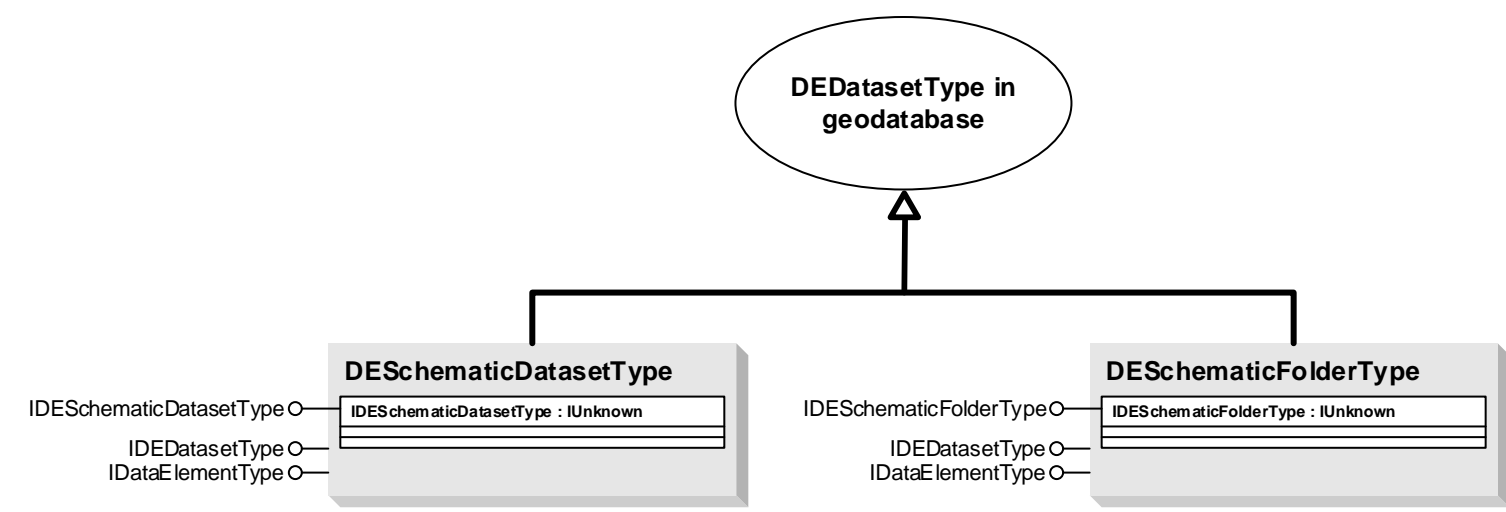 DEDatasetType in
geodatabase
DESchematicDatasetType
IDESchematicDatasetType
IDESchematicDatasetType : IUnknown
IDEDatasetType
IDataElementType
DESchematicFolderType
IDESchematicFolderType
IDESchematicFolderType : IUnknown
IDEDatasetType
IDataElementType